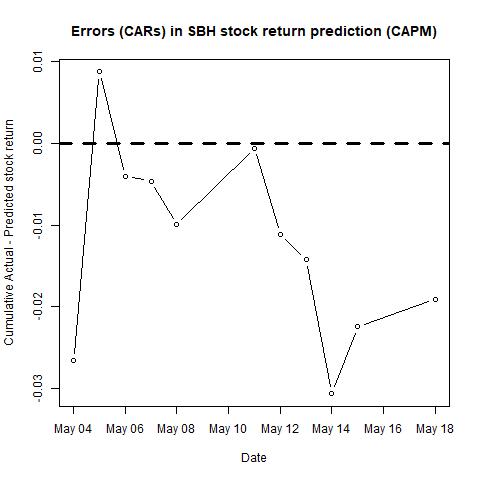 Errors (CARs) in SBH stock return prediction (CAPM)
Cumulative Actual - Predicted stock return
0.01
0.00
-0.01
-0.02
-0.03
May 04 May 06 May 08 May 10 May 12 May 14 May 16 May 18
Date